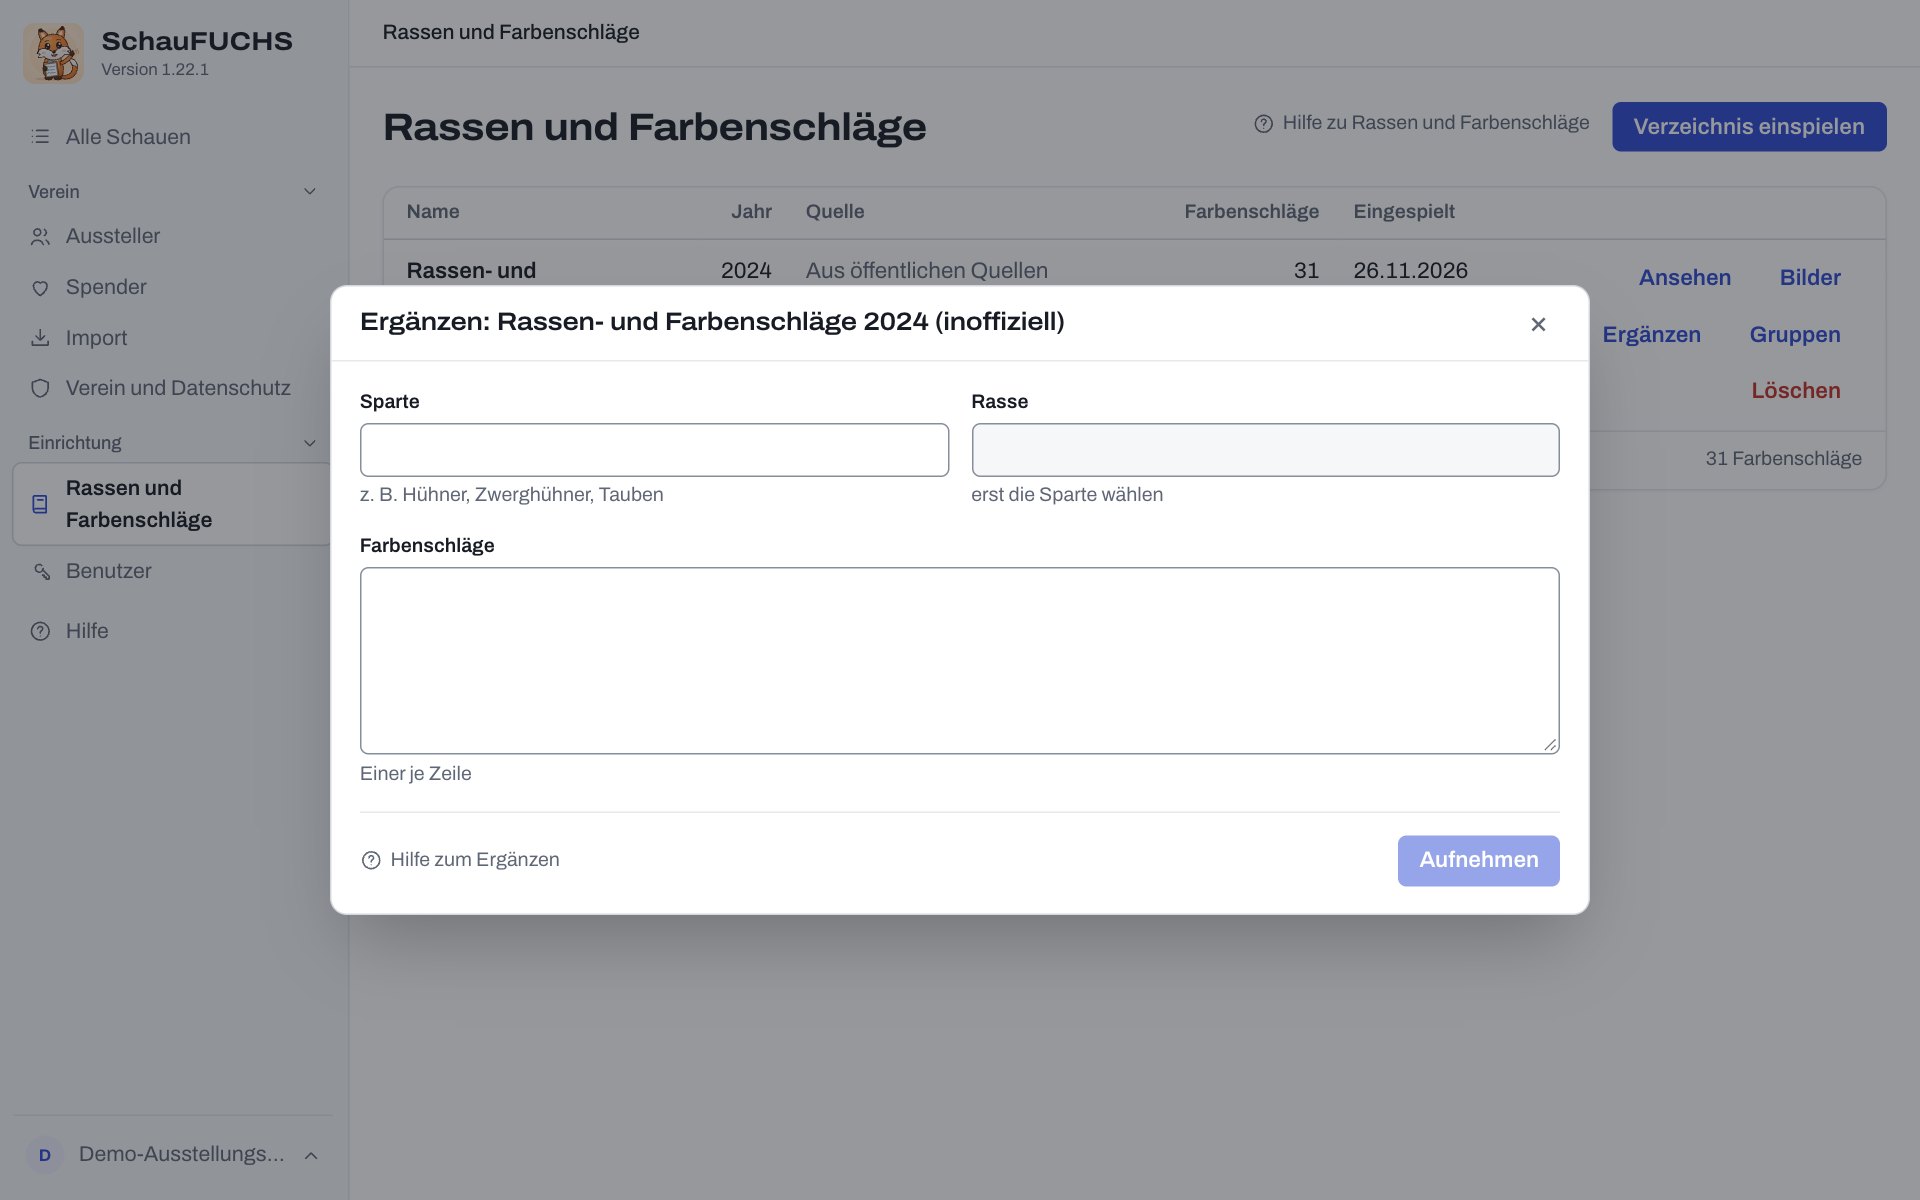 SchauFUCHS
Version 1.22.1
Alle Schauen
Verein
Aussteller
Spender
Import
Verein und Datenschutz
Einrichtung
Rassen und
Farbenschläge
Benutzer
Hilfe
D Demo-Ausstellungs...
Rassen und Farbenschläge
Rassen und Farbenschläge
Hilfe zu Rassen und Farbenschläge
Verzeichnis einspielen
Name Jahr Quelle Farbenschläge Eingespielt
Rassen- und 2024 Aus öffentlichen Quellen 31 26.11.2026
Ansehen Bilder
Ergänzen Gruppen
Löschen
31 Farbenschläge
Ergänzen: Rassen- und Farbenschläge 2024 (inoffiziell)
Sparte Rasse
z. B. Hühner, Zwerghühner, Tauben erst die Sparte wählen
Farbenschläge
Einer je Zeile
Hilfe zum Ergänzen
Aufnehmen